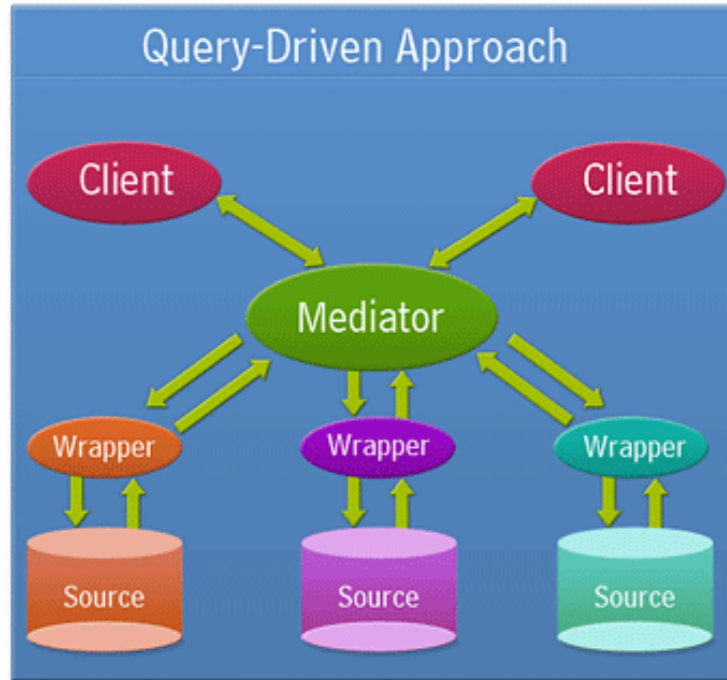 Query-Driven Approach
Client
Client
Mediator
Wrapper
Wrapper
Wrapper
Source
Source
Source